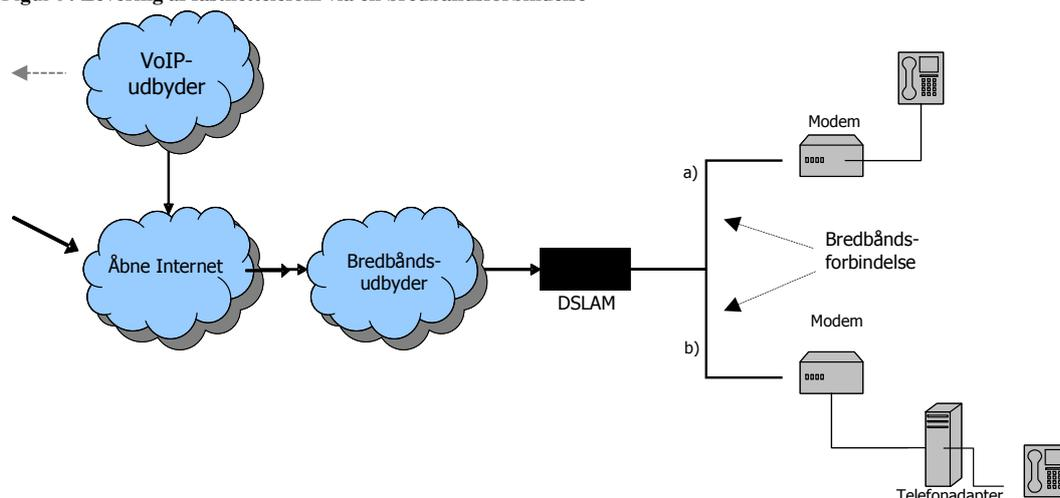 VoIP-
udbyder
Modem
a)
Åbne Internet
Bredbånds-
udbyder
DSLAM
Bredbånds-
forbindelse
Modem
b)
Telefonadapter